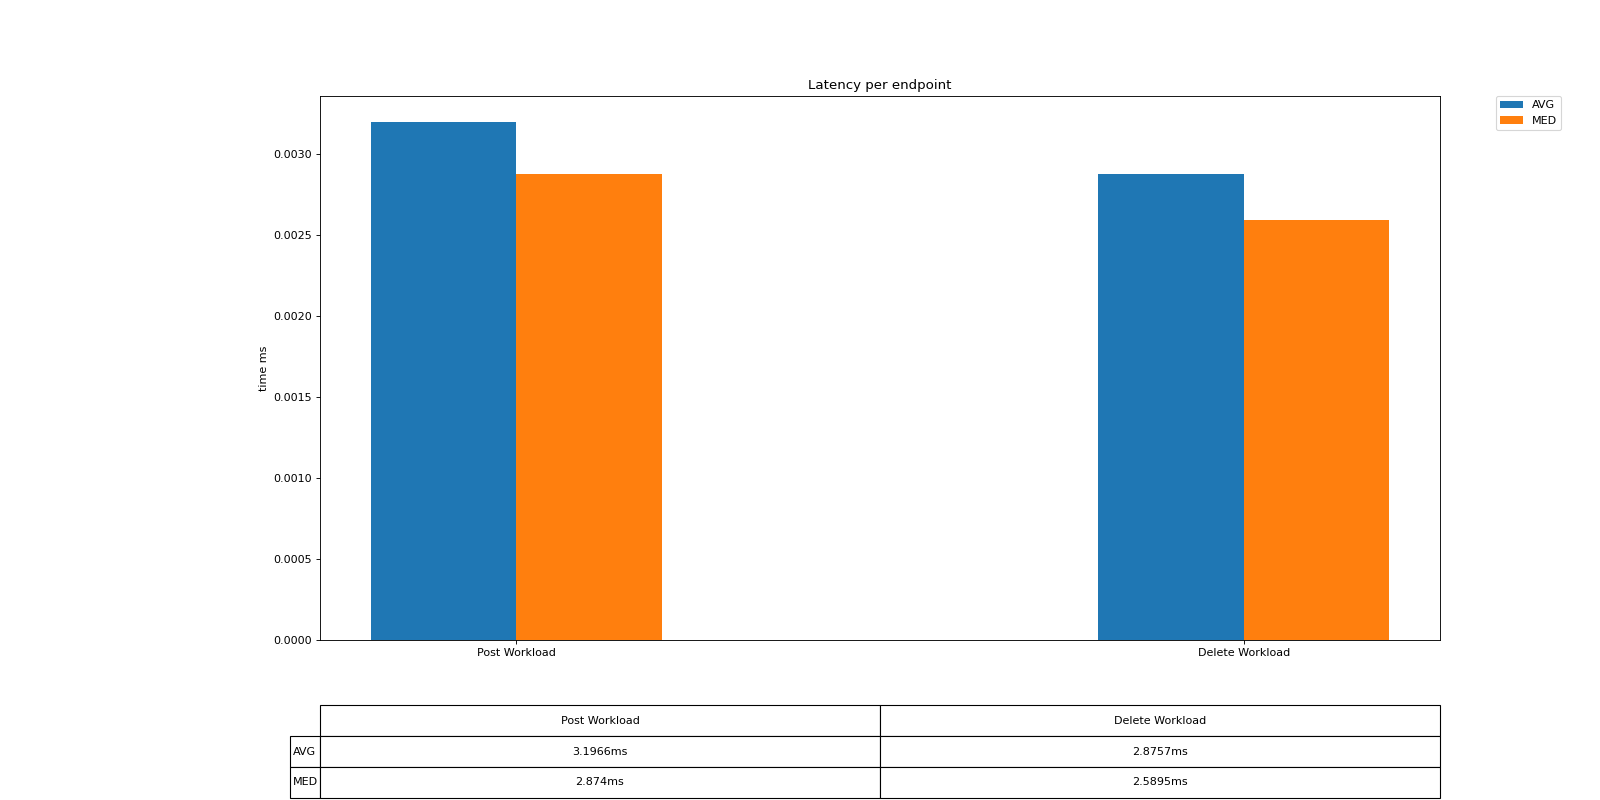 Latency per endpoint
AVG
MED
0.0030
0.0025
0.0020
0.0015
0.0010
0.0005
0.0000
time ms
Post Workload Delete Workload
Post Workload Delete Workload
AVG 3.1966ms 2.8757ms
MED 2.874ms 2.5895ms